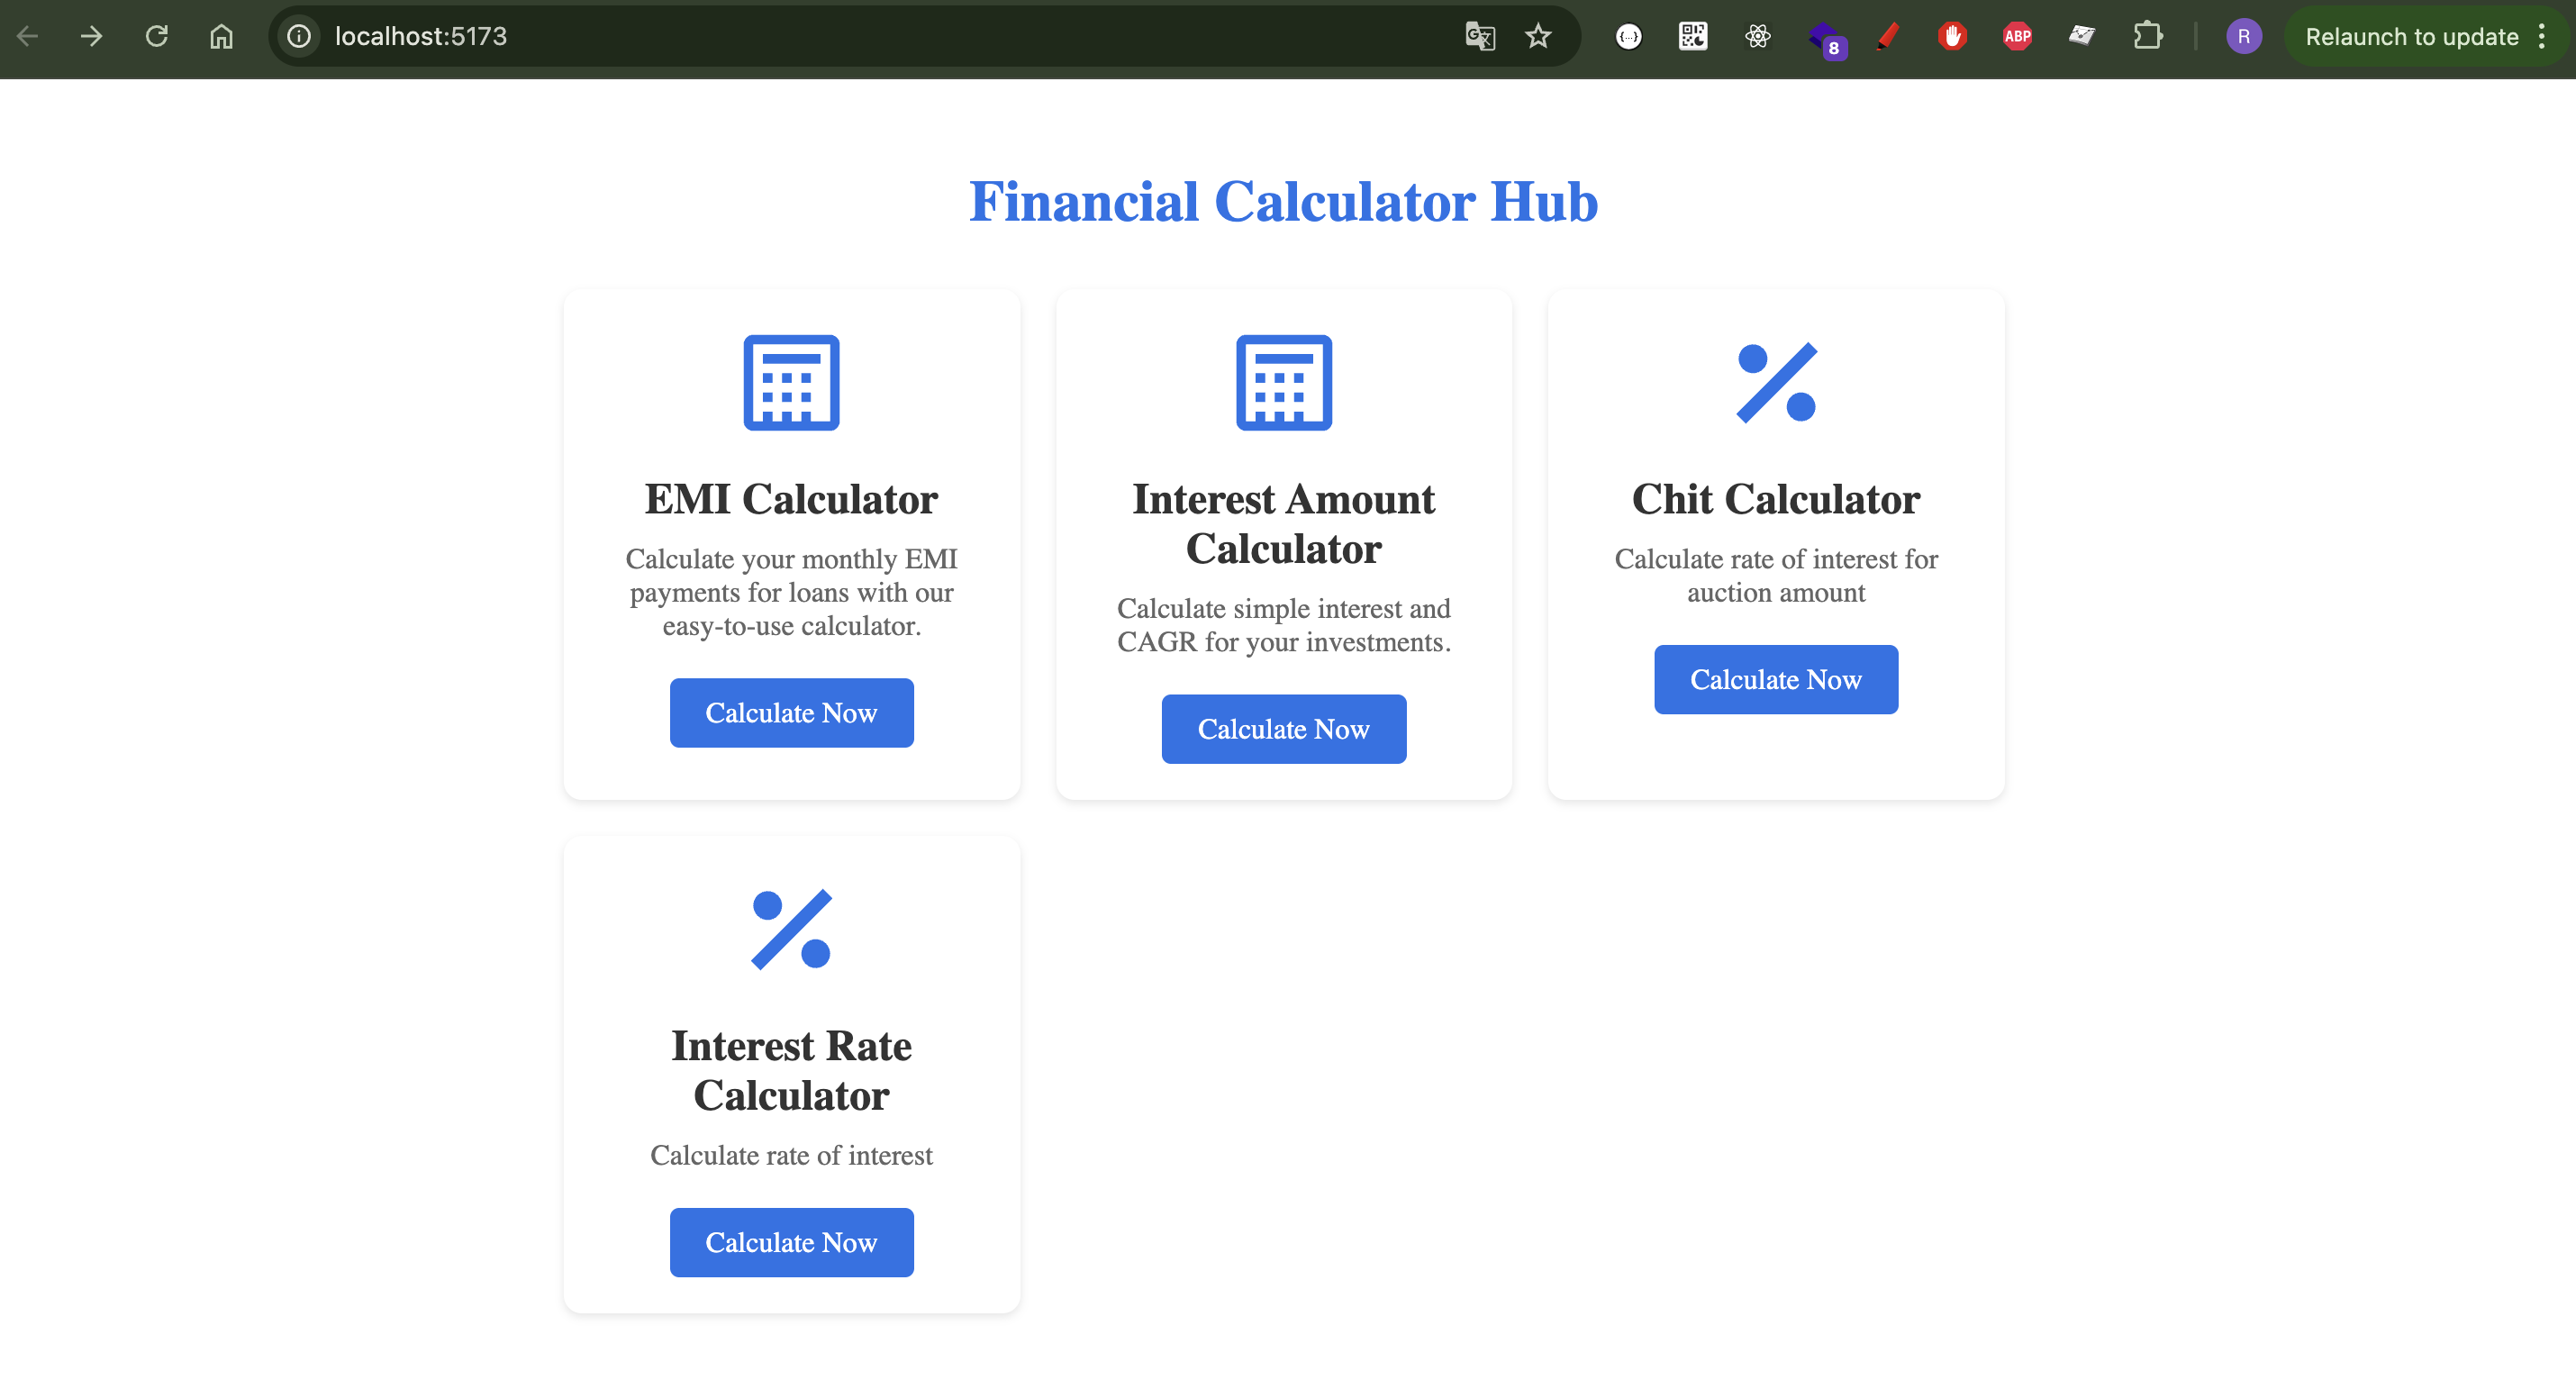 localhost:5173
8
ABP
R
Relaunch to update
Financial Calculator Hub
EMI Calculator
Calculate your monthly EMI
payments for loans with our
easy-to-use calculator.
Calculate Now
Interest Amount
Calculator
Calculate simple interest and
CAGR for your investments.
Calculate Now
Chit Calculator
Calculate rate of interest for
auction amount
Calculate Now
Interest Rate
Calculator
Calculate rate of interest
Calculate Now